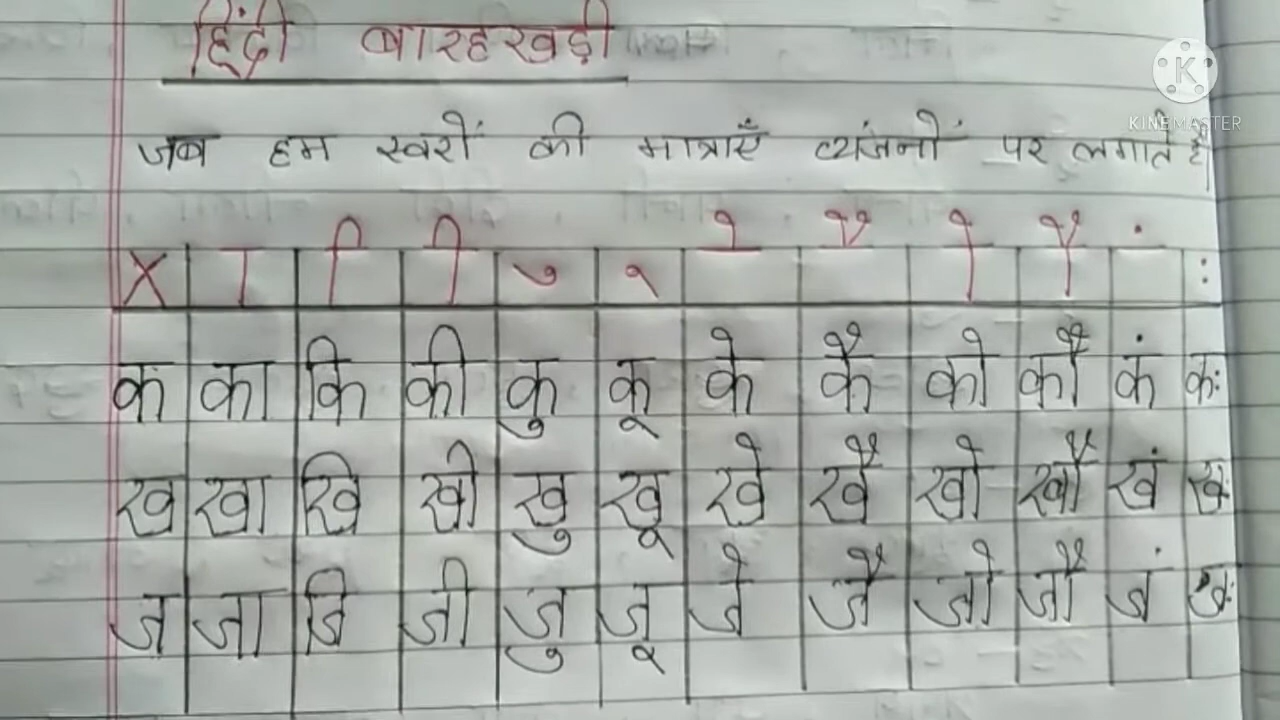 हिंदी बारहखड़ी
KINEMASTER
जब हम स्वरों की मात्राएँ व्यंजनों पर लगाते हैं
X ा ि ी ु ू े ै ो ौ ं ः
क का कि की कु कू के कै को कौ कं कः
ख खा खि खी खु खू खे खै खो खौ खं खः
ज जा जि जी जु जू जे जै जो जौ जं जः